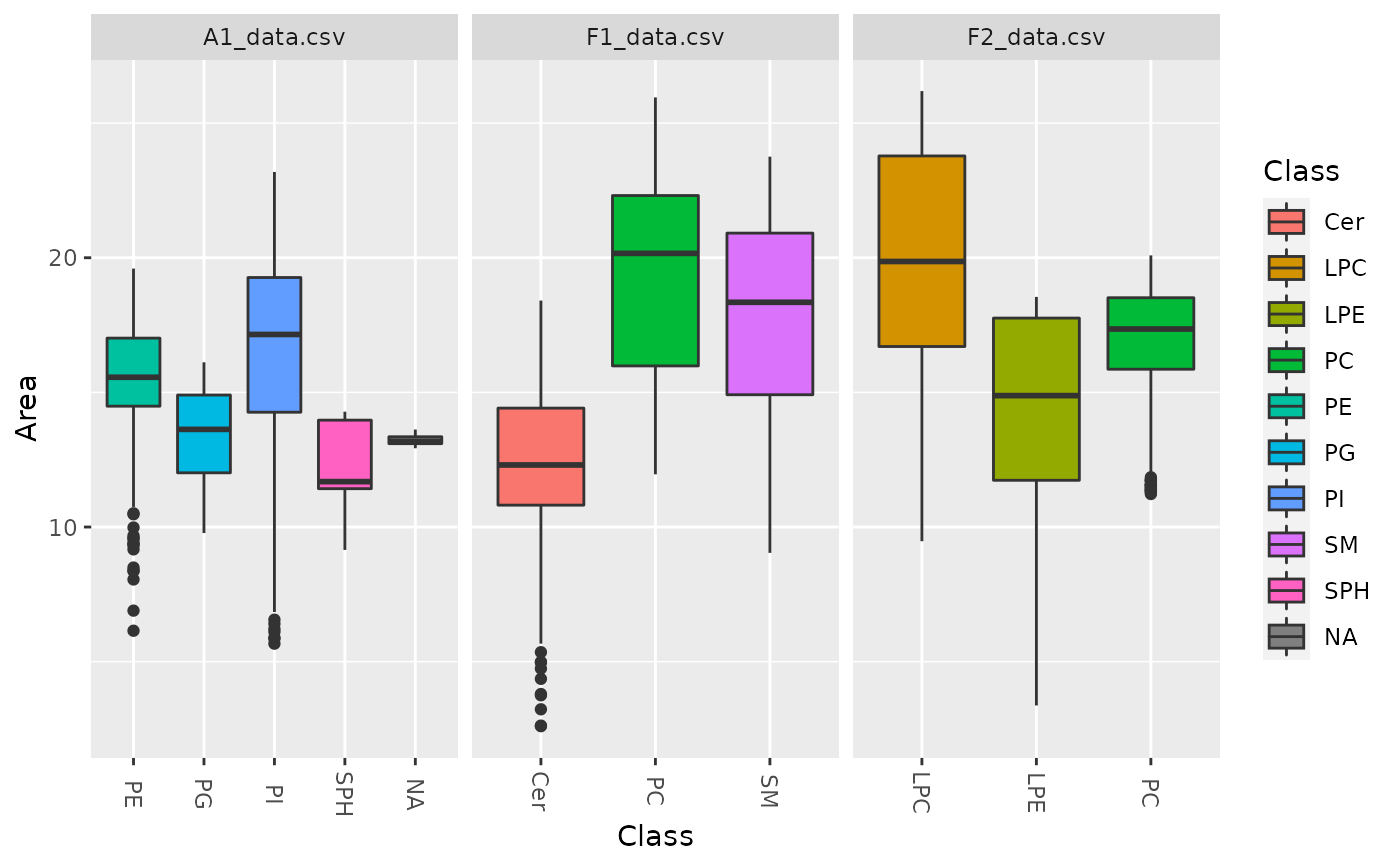 A1_data.csv
F1_data.csv
F2_data.csv
Area
20
10
PE
PG
PI
SPH
NA
Cer
PC
SM
LPC
LPE
PC
Class
Class
Cer
LPC
LPE
PC
PE
PG
PI
SM
SPH
NA